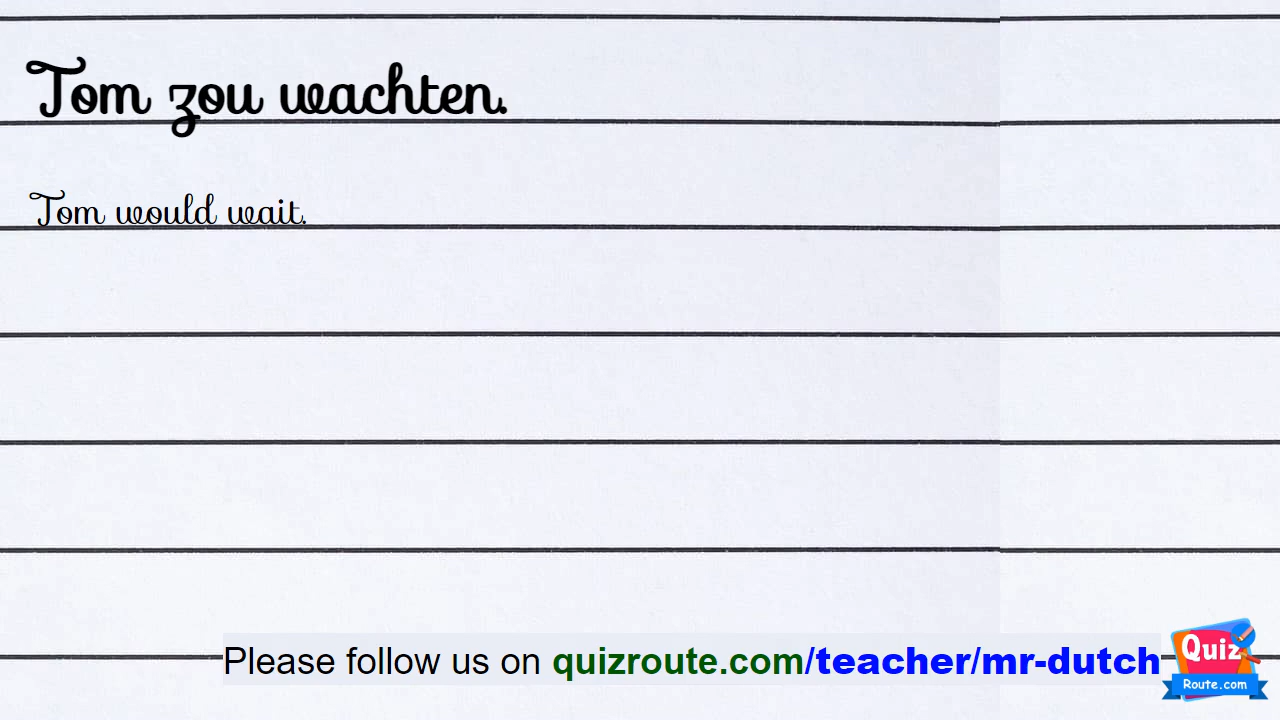 Tom zou wachten.
Tom would wait.
Please follow us on quizroute.com/teacher/mr-dutch
Quiz
Route.com